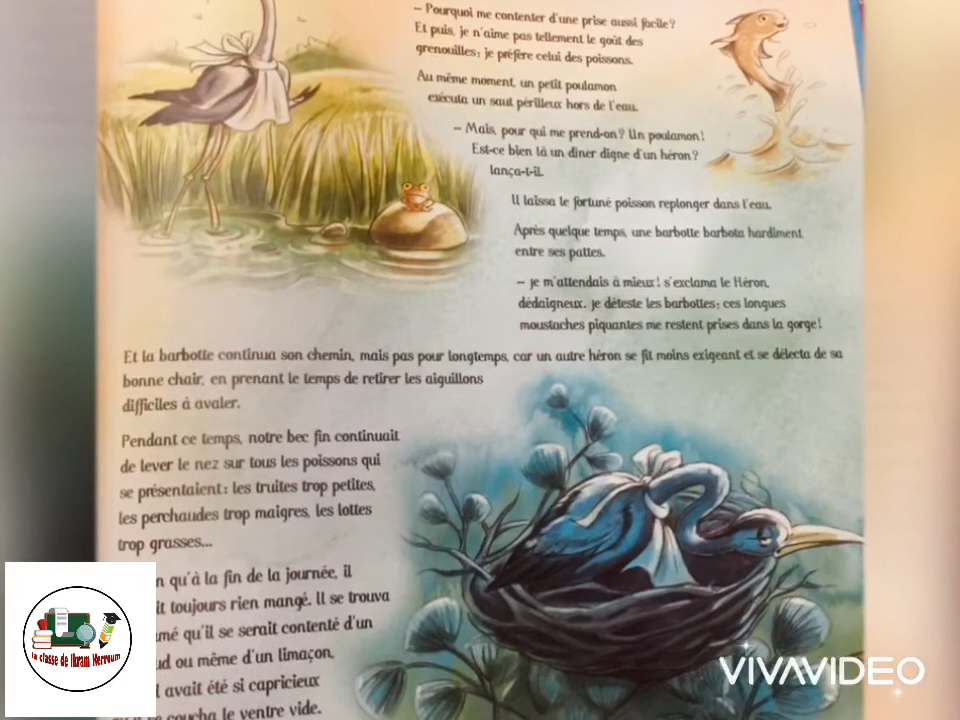 – Pourquoi me contenter d'une prise aussi facile?
Et puis, je n'aime pas tellement le goût des
grenouilles; je préfère celui des poissons.
Au même moment, un petit poulamon
exécuta un saut périlleux hors de l'eau.
– Mais, pour qui me prend-on? Un poulamon!
Est-ce bien là un dîner digne d'un héron?
lança-t-il.
Il laissa le fortuné poisson replonger dans l'eau.
Après quelque temps, une barbotte barbota hardiment
entre ses pattes.
– je m'attendais à mieux! s'exclama le Héron,
dédaigneux. je déteste les barbottes; ces longues
moustaches piquantes me restent prises dans la gorge!
Et la barbotte continua son chemin, mais pas pour longtemps, car un autre héron se fit moins exigeant et se délecta de sa
bonne chair, en prenant le temps de retirer les aiguillons
difficiles à avaler.
Pendant ce temps, notre bec fin continuait
de lever le nez sur tous les poissons qui
se présentaient: les truites trop petites,
les perchaudes trop maigres, les lottes
trop grasses...
qu'à la fin de la journée, il
toujours rien mangé. Il se trouva
qu'il se serait contenté d'un
ou même d'un limaçon,
avait été si capricieux
coucha le ventre vide.
la classe de Ikram Herroum
VIVAVIDEO